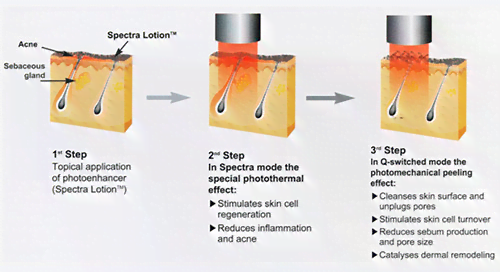 Acne
Spectra Lotion™
Sebaceous
gland
1st Step
Topical application
of photoenhancer
(Spectra Lotion™)
2nd Step
In Spectra mode the
special photothermal
effect:
▶ Stimulates skin cell
regeneration
▶ Reduces inflammation
and acne
3rd Step
In Q-switched mode the
photomechanical peeling
effect:
▶ Cleanses skin surface and
unplugs pores
▶ Stimulates skin cell turnover
▶ Reduces sebum production
and pore size
▶ Catalyses dermal remodeling